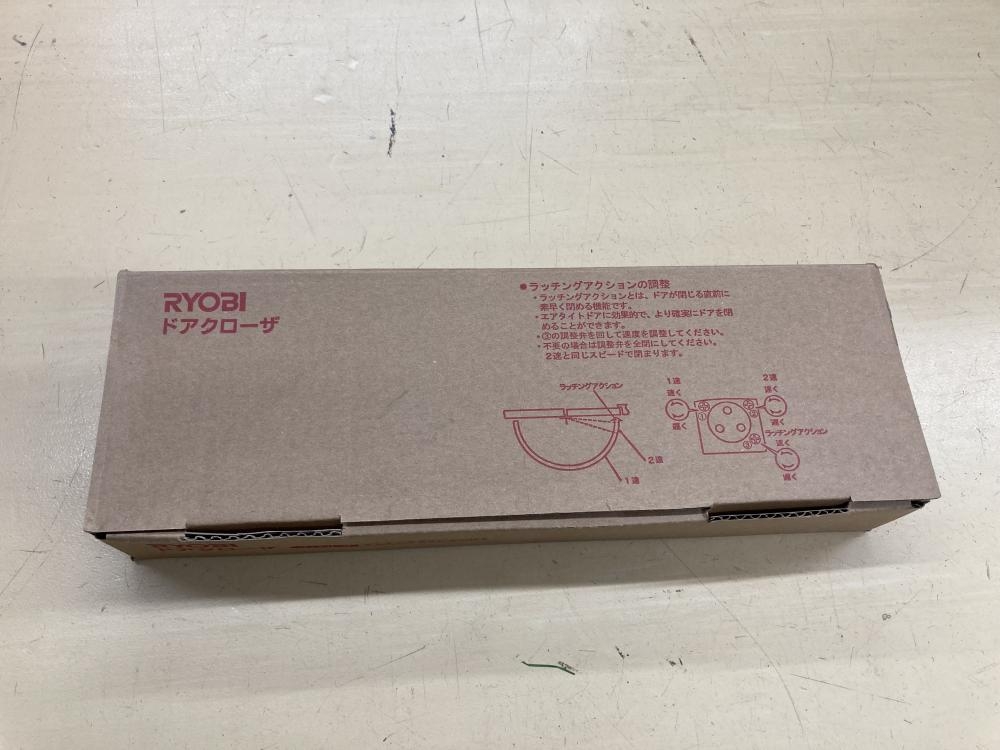 RYOBI
ドアクローザ
●ラッチングアクションの調整
・ラッチングアクションとは、ドアが閉じる直前に
素早く閉める機能です。
・エアタイトドアに効果的で、より確実にドアを閉
めることができます。
・③の調整弁を回して速度を調整してください。
・不要の場合は調整弁を全閉にしてください。
2速と同じスピードで閉まります。
ラッチングアクション
2速
1速
1速
速く
遅く
①
2速
速く
遅く
②
ラッチングアクション
速く
遅く
③